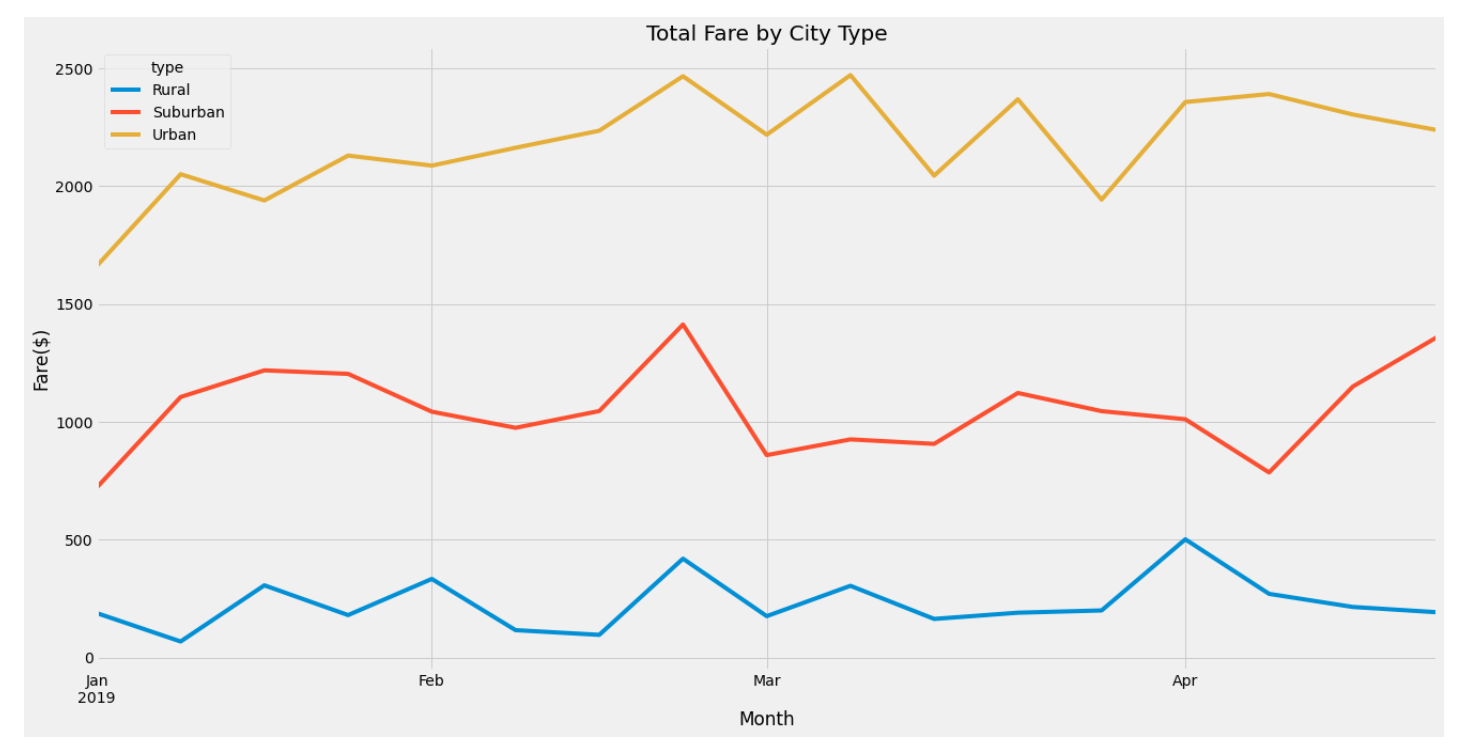 Total Fare by City Type
type
Rural
Suburban
Urban
Fare($)
2500
2000
1500
1000
500
0
Jan
2019
Feb
Mar
Apr
Month